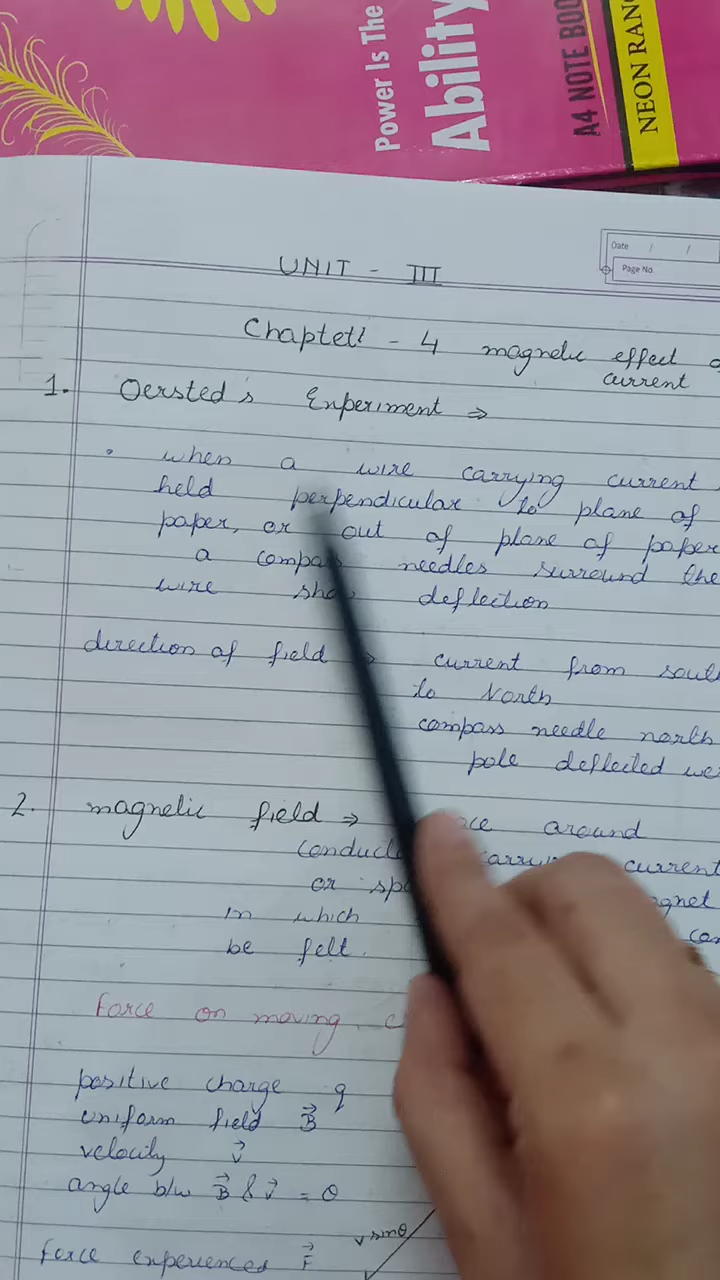 Power Is The
Ability
A4 NOTE BOO
NEON RANG
Date / /
Page No.
UNIT - III
Chapter - 4 magnetic effect
current
1. Oersted's Experiment ⇒
• when a wire carrying current
held perpendicular to plane of
paper, or out of plane of paper
a compass needles surround the
wire deflection
direction of field → current from
to North
compass needle north
pole deflected
2. magnetic field ⇒ around
current
or
in which
be felt.
Force on moving
positive charge q
uniform field B⃗
velocity v⃗
angle b/w B⃗ & v⃗ = θ
v sinθ
Force experienced F⃗